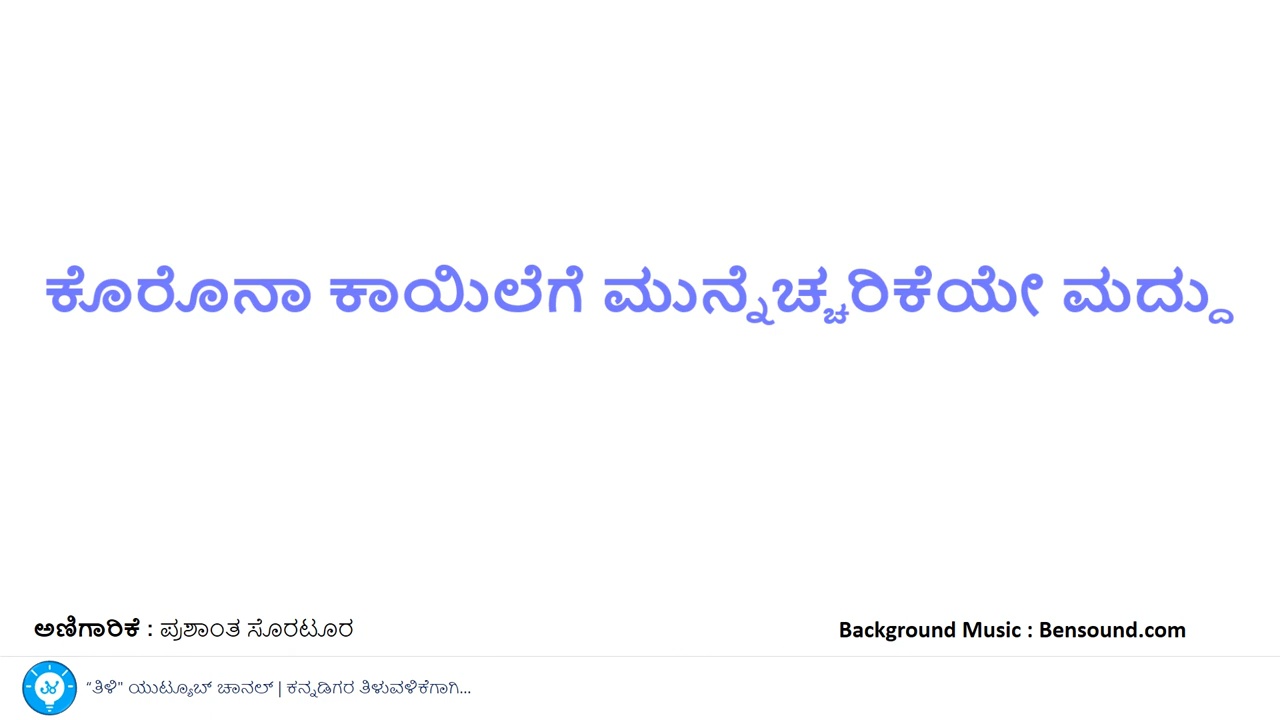 ಕೊರೊನಾ ಕಾಯಿಲೆಗೆ ಮುನ್ನೆಚ್ಚರಿಕೆಯೇ ಮದ್ದು
ಅಣಿಗಾರಿಕೆ : ಪ್ರಶಾಂತ ಸೊರಟೂರ
Background Music : Bensound.com
“ತಿಳಿ” ಯುಟ್ಯೂಬ್ ಚಾನಲ್ | ಕನ್ನಡಿಗರ ತಿಳುವಳಿಕೆಗಾಗಿ...